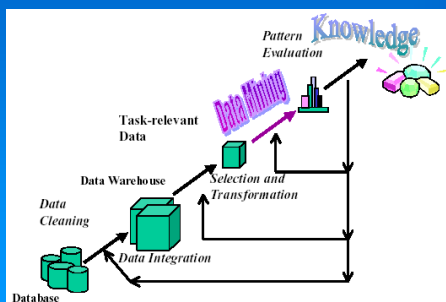 Pattern
Evaluation
Knowledge
Data Mining
Task-relevant
Data
Selection and
Transformation
Data Warehouse
Data
Cleaning
Data Integration
Database